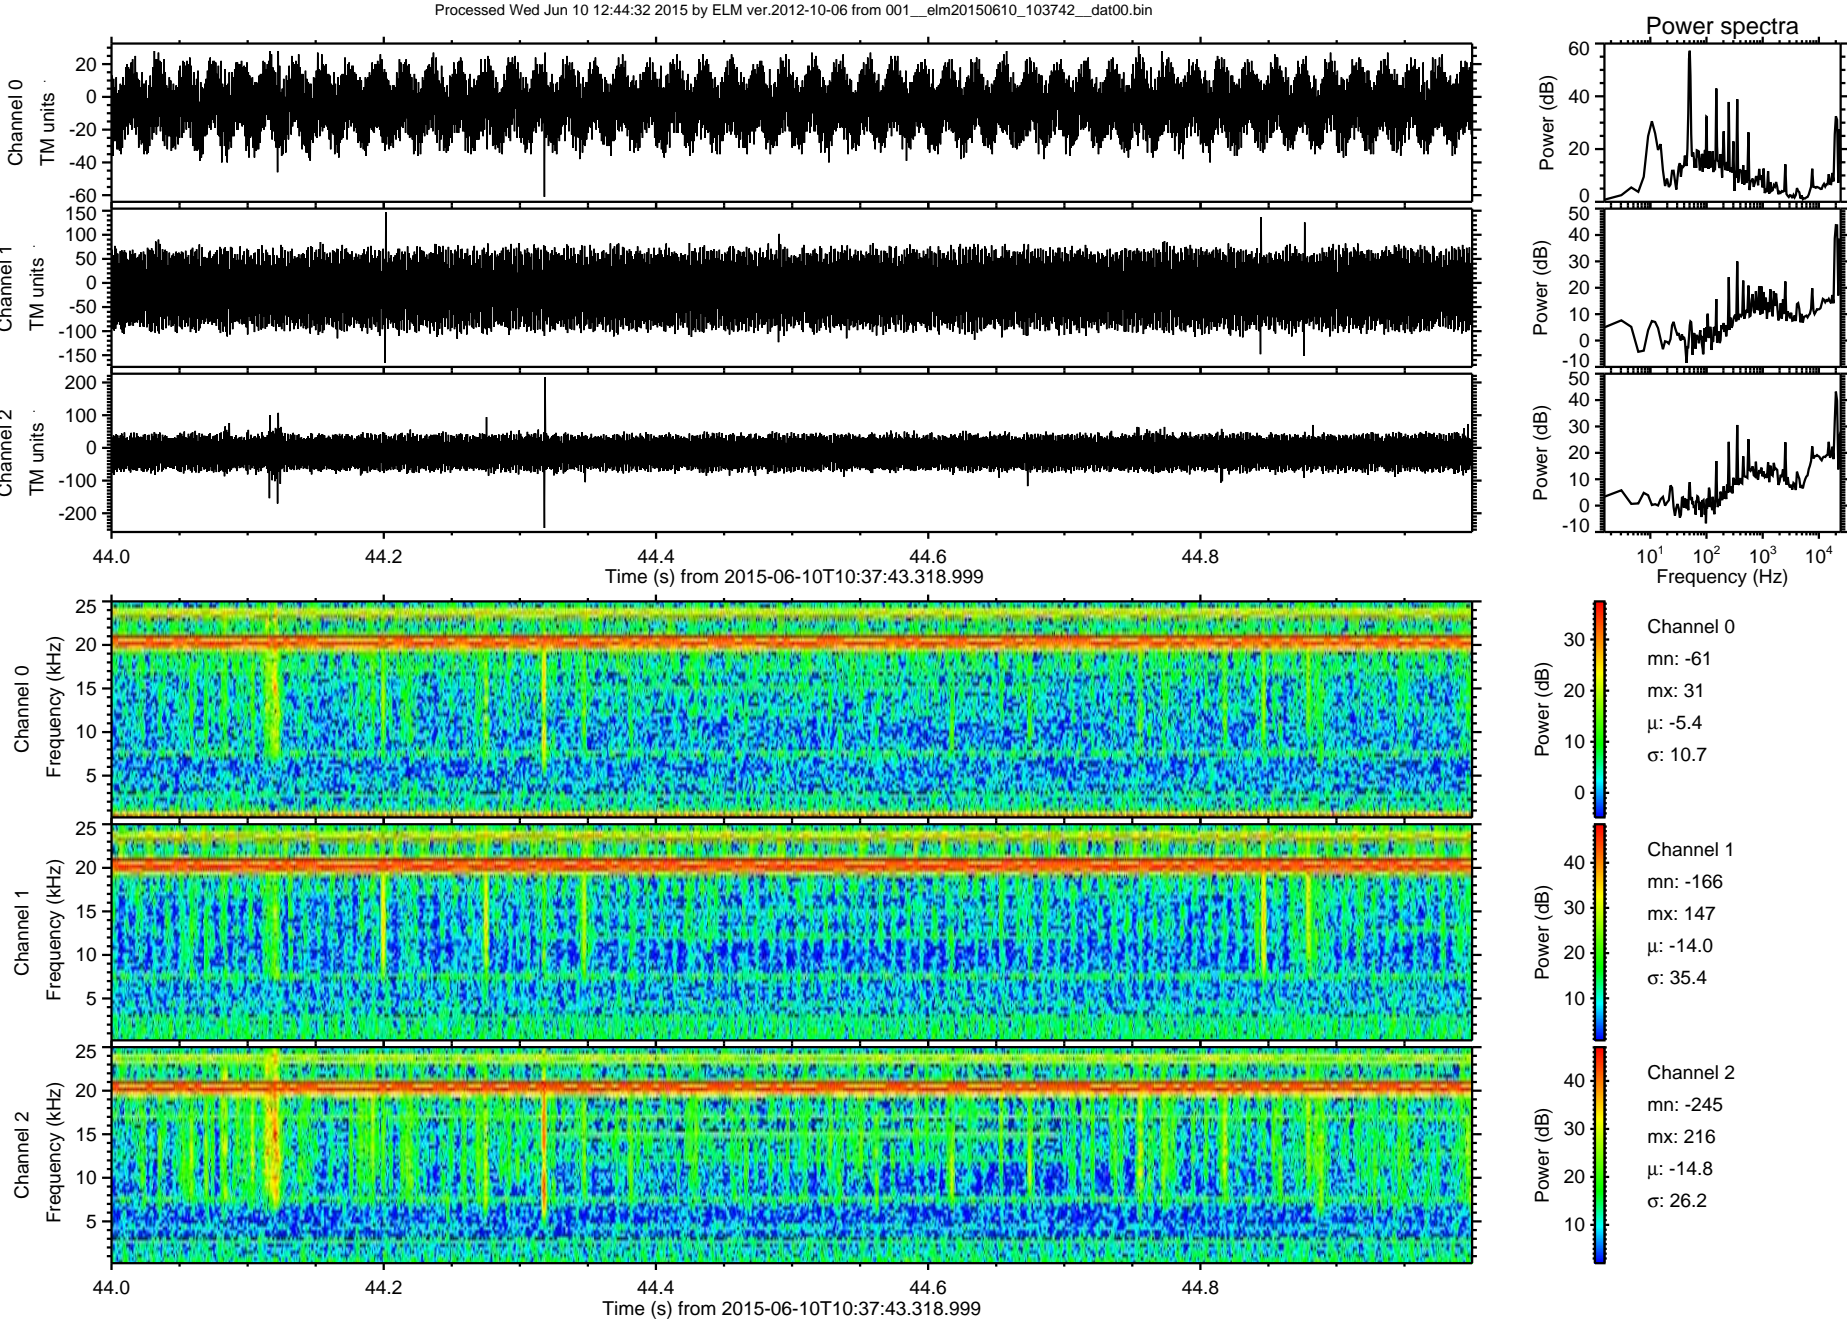 Processed Wed Jun 10 12:44:32 2015 by ELM ver.2012-10-06 from 001__elm20150610_103742__dat00.bin
Power spectra
Channel 0
TM units
20
0
-20
-40
-60
Power (dB)
60
40
20
0
Channel 1
TM units
150
100
50
0
-50
-100
-150
Power (dB)
50
40
30
20
10
0
-10
Channel 2
TM units
200
100
0
-100
-200
Power (dB)
50
40
30
20
10
0
-10
44.0 44.2 44.4 44.6 44.8
Time (s) from 2015-06-10T10:37:43.318.999
10¹ 10² 10³ 10⁴
Frequency (Hz)
Channel 0
Frequency (kHz)
25
20
15
10
5
Power (dB)
30
20
10
0
Channel 0
mn: -61
mx: 31
μ: -5.4
σ: 10.7
Channel 1
Frequency (kHz)
25
20
15
10
5
Power (dB)
40
30
20
10
Channel 1
mn: -166
mx: 147
μ: -14.0
σ: 35.4
Channel 2
Frequency (kHz)
25
20
15
10
5
Power (dB)
40
30
20
10
Channel 2
mn: -245
mx: 216
μ: -14.8
σ: 26.2
44.0 44.2 44.4 44.6 44.8
Time (s) from 2015-06-10T10:37:43.318.999